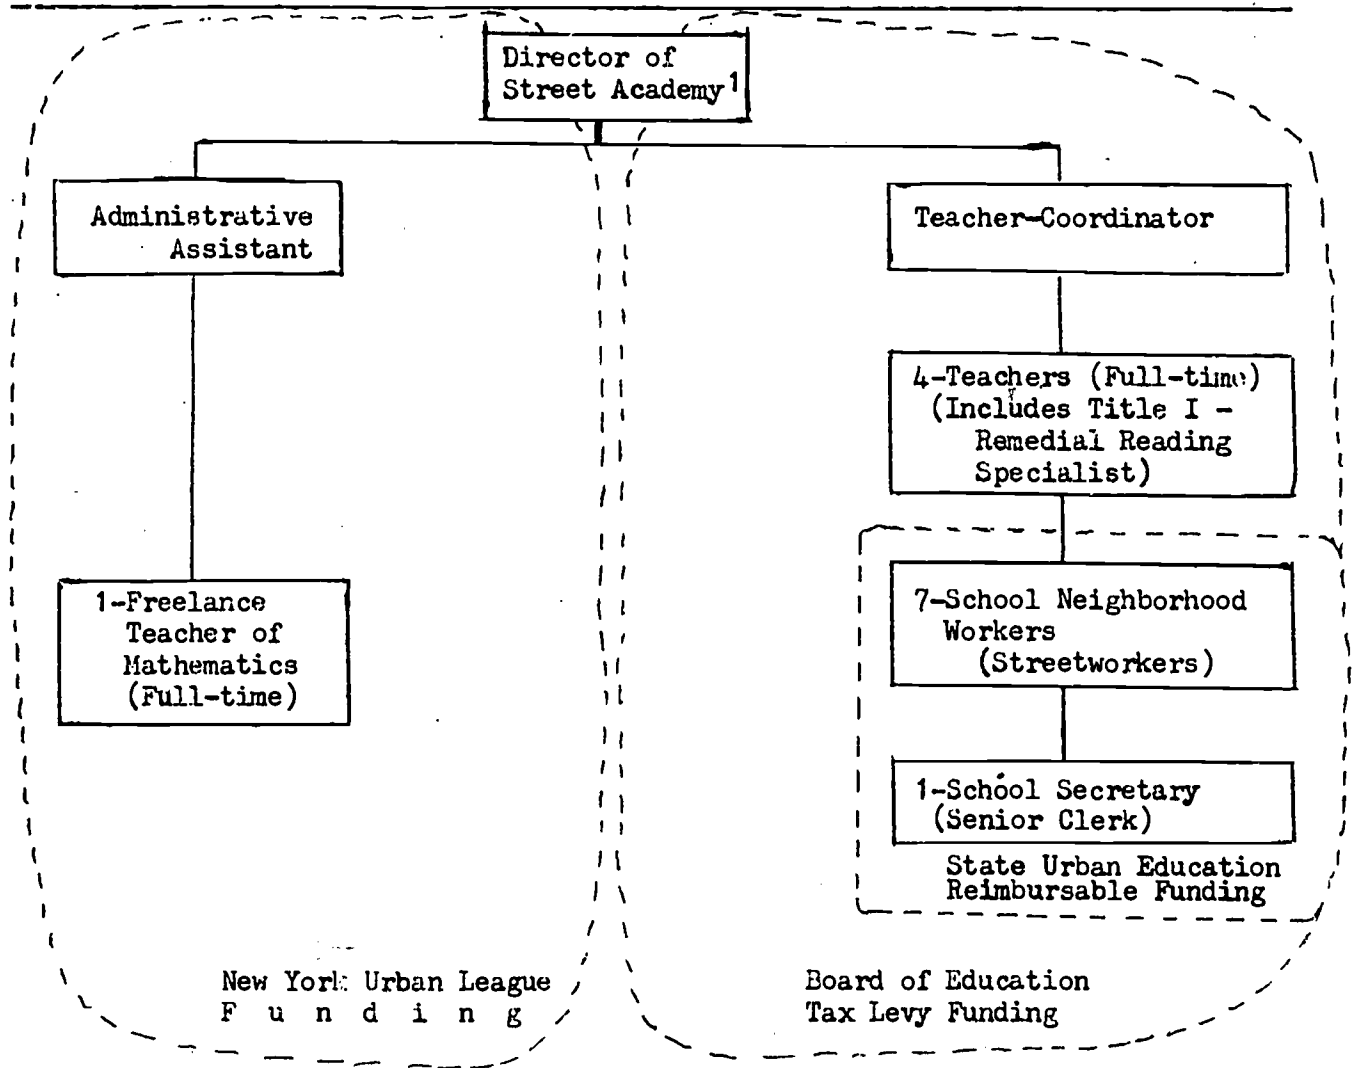 Director of
Street Academy1
Administrative
Assistant
Teacher-Coordinator
4-Teachers (Full-time)
(Includes Title I -
Remedial Reading
Specialist)
1-Freelance
Teacher of
Mathematics
(Full-time)
7-School Neighborhood
Workers
(Streetworkers)
1-School Secretary
(Senior Clerk)
State Urban Education
Reimbursable Funding
New York Urban League
F u n d i n g
Board of Education
Tax Levy Funding